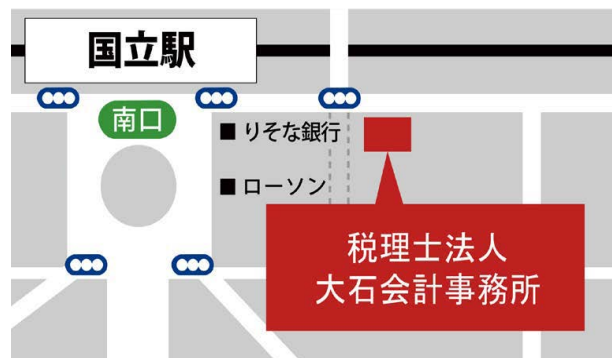 国立駅
南口
■ りそな銀行
■ ローソン
税理士法人
大石会計事務所